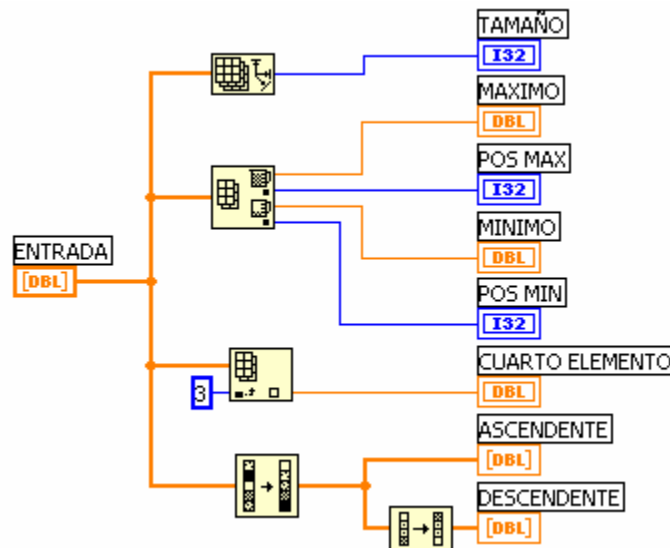 TAMAÑO
I32
MAXIMO
DBL
POS MAX
I32
MINIMO
DBL
ENTRADA
[DBL]
POS MIN
I32
CUARTO ELEMENTO
3
DBL
ASCENDENTE
[DBL]
DESCENDENTE
[DBL]